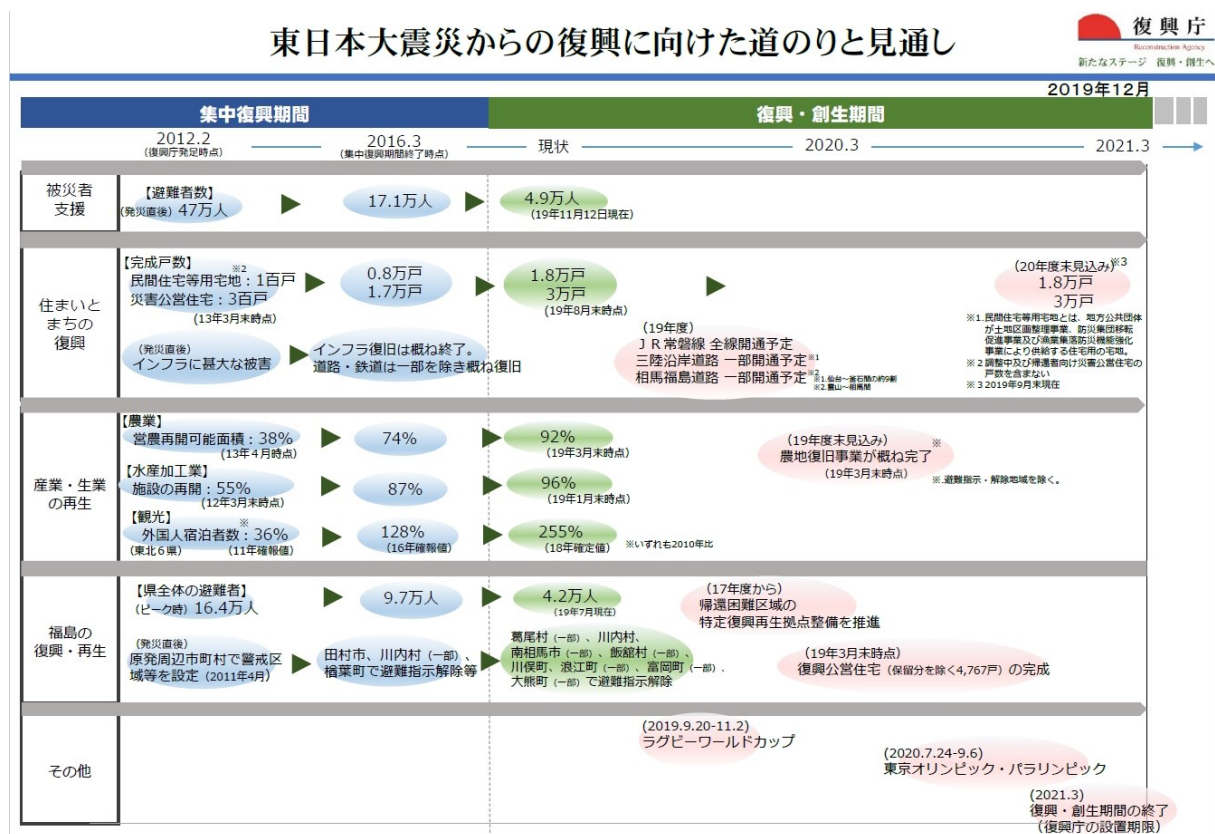 東日本大震災からの復興に向けた道のりと見通し
復興庁
Reconstruction Agency
新たなステージ 復興・創生へ
2019年12月
集中復興期間
復興・創生期間
2012.2
(復興庁発足時点)
2016.3
(集中復興期間終了時点)
現状
2020.3
2021.3
被災者
支援
【避難者数】
(発災直後) 47万人
17.1万人
4.9万人
(19年11月12日現在)
住まいと
まちの
復興
【完成戸数】
民間住宅等用宅地※2:1百戸
災害公営住宅:3百戸
(13年3月末時点)
0.8万戸
1.7万戸
1.8万戸
3万戸
(19年8月末時点)
(20年度末見込み)※3
1.8万戸
3万戸
(発災直後)
インフラに甚大な被害
インフラ復旧は概ね終了。
道路・鉄道は一部を除き概ね復旧
(19年度)
JR常磐線 全線開通予定
三陸沿岸道路 一部開通予定※1
相馬福島道路 一部開通予定※2
※1.仙台~釜石間の約9割
※2.霊山~相馬間
※1.民間住宅等用宅地とは、地方公共団体
が土地区画整理事業、防災集団移転
促進事業及び漁業集落防災機能強化
事業により供給する住宅用の宅地。
※2 調整中及び帰還者向け災害公営住宅の
戸数を含まない
※3 2019年9月末現在
産業・生業
の再生
【農業】
営農再開可能面積:38%
(13年4月時点)
74%
92%
(19年3月末時点)
(19年度末見込み)
農地復旧事業が概ね完了※
(19年3月末時点)
※.避難指示・解除地域を除く。
【水産加工業】
施設の再開:55%
(12年3月末時点)
87%
96%
(19年1月末時点)
【観光】
外国人宿泊者数※:36%
(東北6県) (11年確報値)
128%
(16年確報値)
255%
(18年確定値)
※いずれも2010年比
福島の
復興・再生
【県全体の避難者】
(ピーク時) 16.4万人
9.7万人
4.2万人
(19年7月現在)
(17年度から)
帰還困難区域の
特定復興再生拠点整備を推進
(発災直後)
原発周辺市町村で警戒区
域等を設定 (2011年4月)
田村市、川内村 (一部) 、
楢葉町で避難指示解除等
葛尾村 (一部) 、川内村、
南相馬市 (一部) 、飯舘村 (一部) 、
川俣町、浪江町 (一部) 、富岡町 (一部) 、
大熊町 (一部) で避難指示解除
(19年3月末時点)
復興公営住宅 (保留分を除く4,767戸) の完成
その他
(2019.9.20-11.2)
ラグビーワールドカップ
(2020.7.24-9.6)
東京オリンピック・パラリンピック
(2021.3)
復興・創生期間の終了
(復興庁の設置期限)